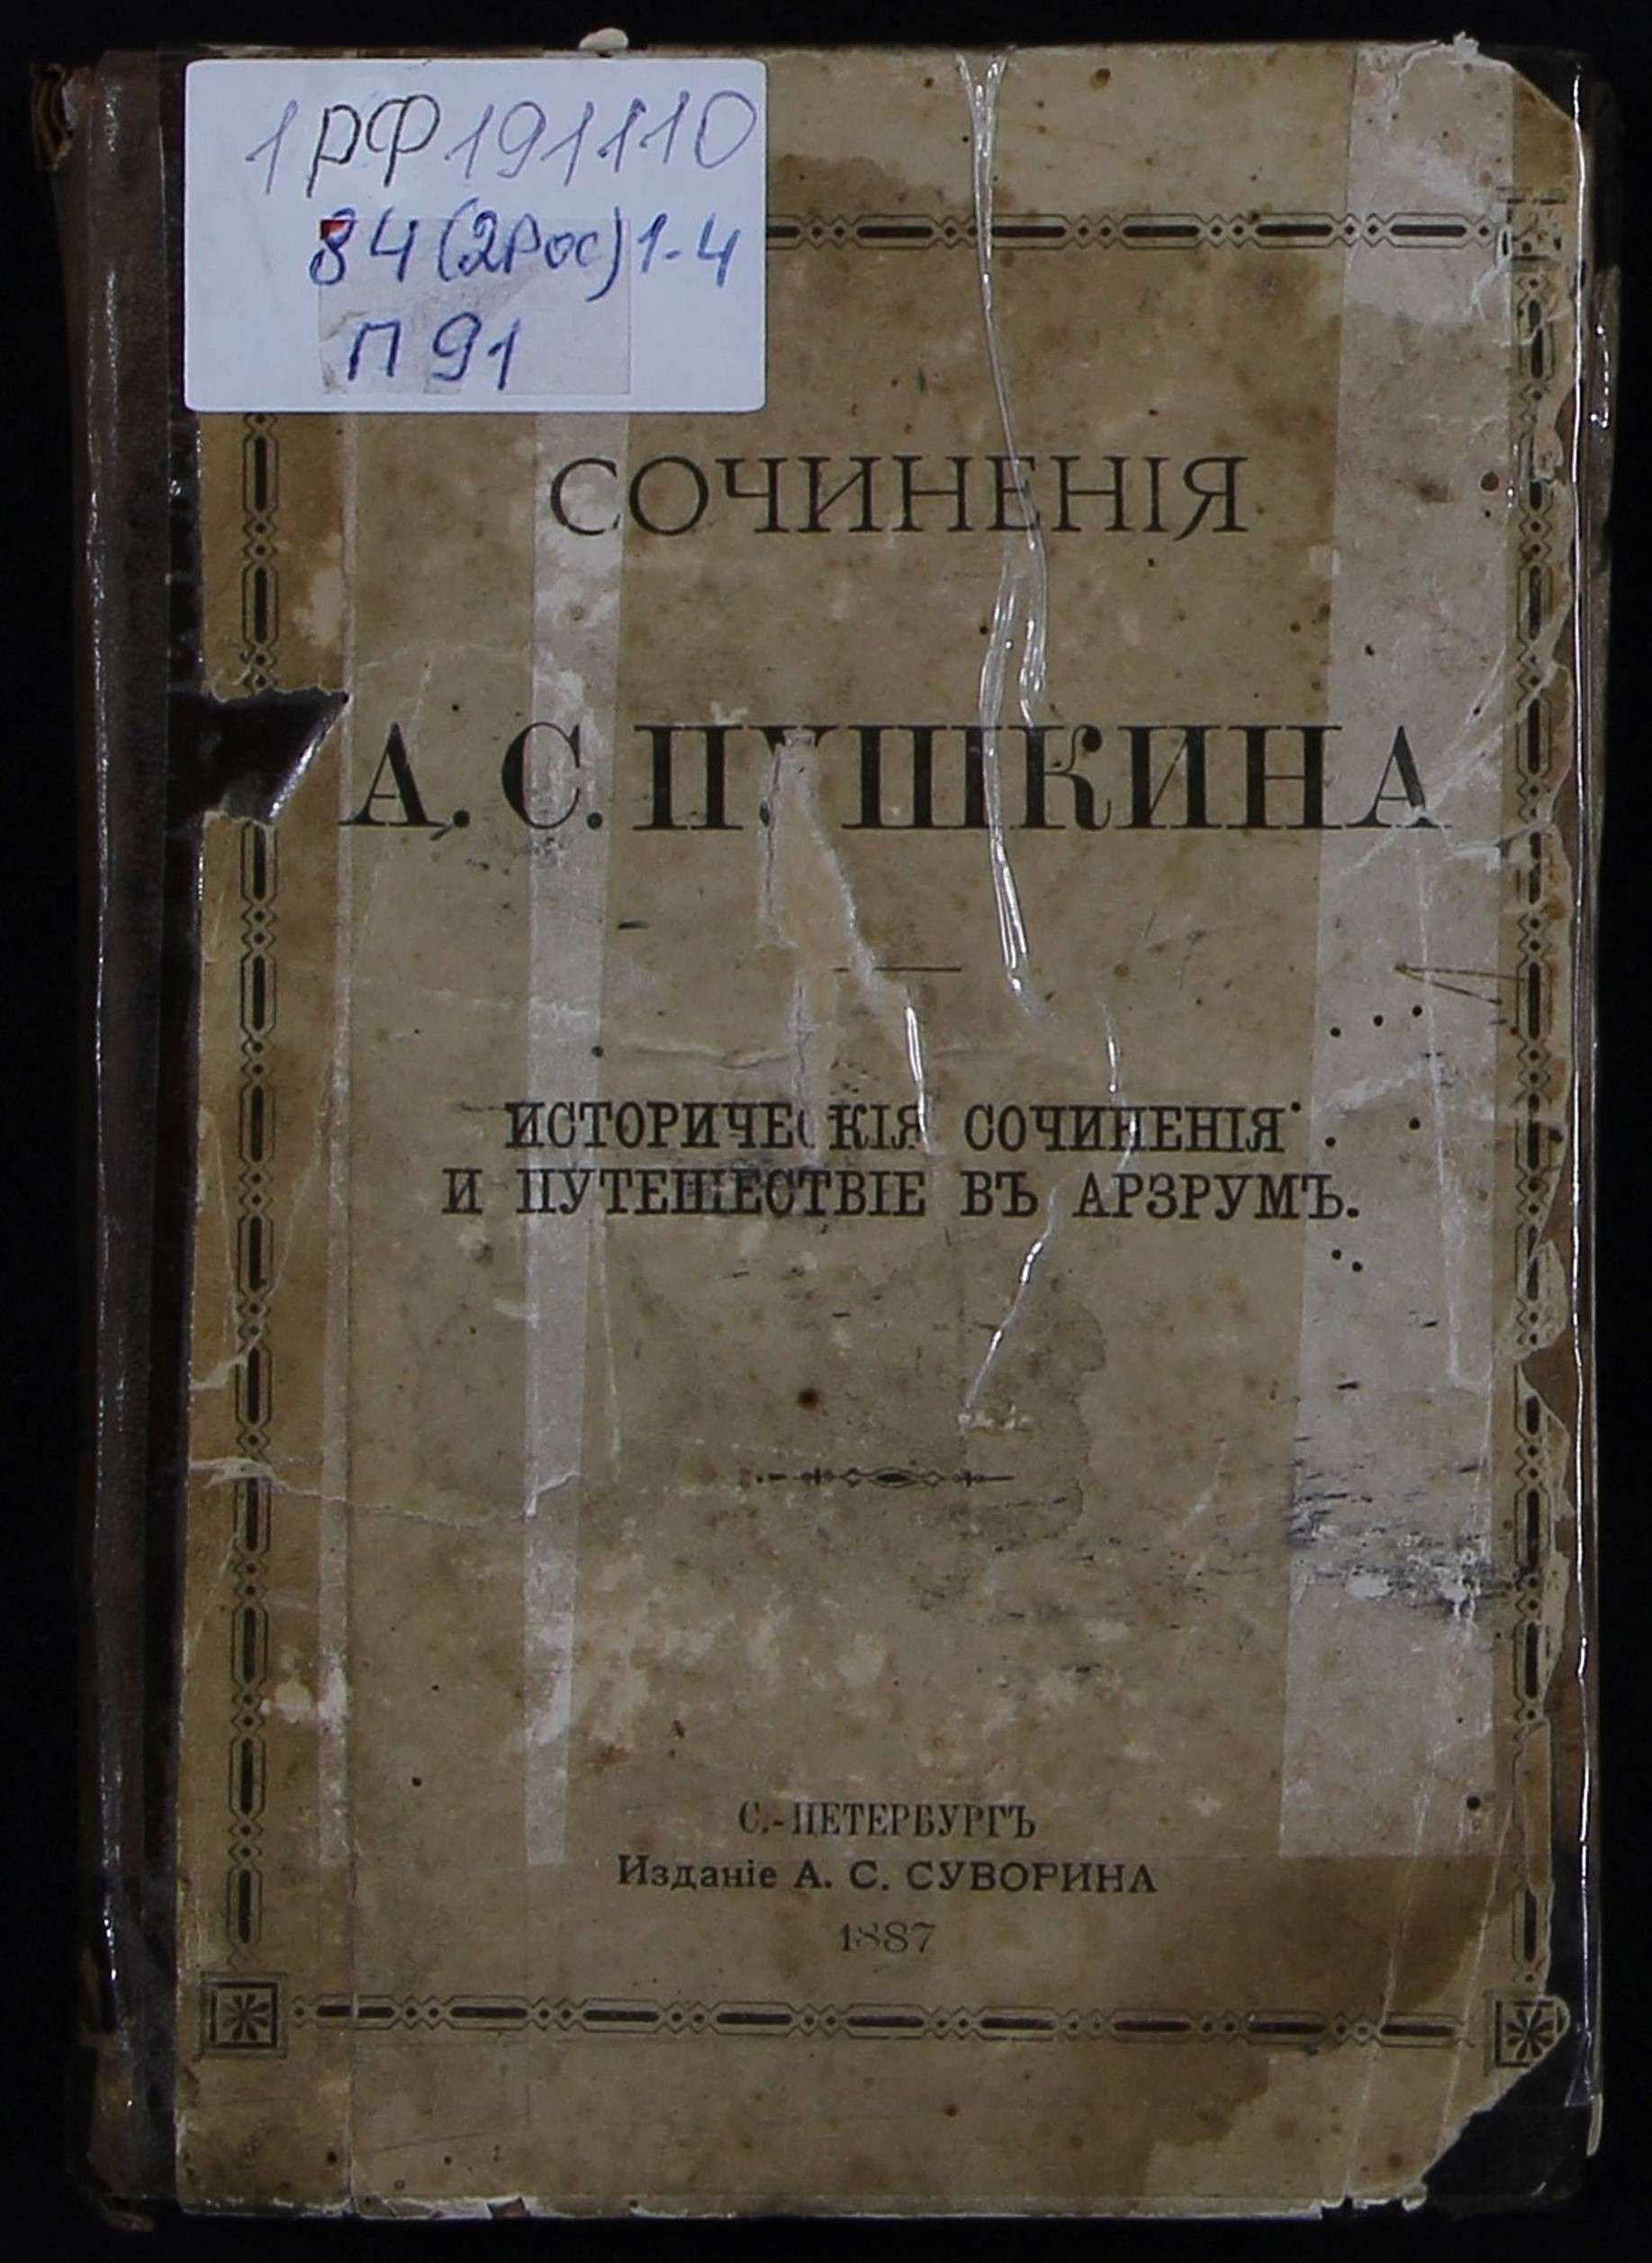 1РФ191110
84(2Рос)1-4
П91
СОЧИНЕНІЯ
А. С. ПУШКИНА
ИСТОРИЧЕСКІЯ СОЧИНЕНІЯ
И ПУТЕШЕСТВІЕ ВЪ АРЗРУМЪ.
С.-ПЕТЕРБУРГЪ
Изданіе А. С. СУВОРИНА
1887